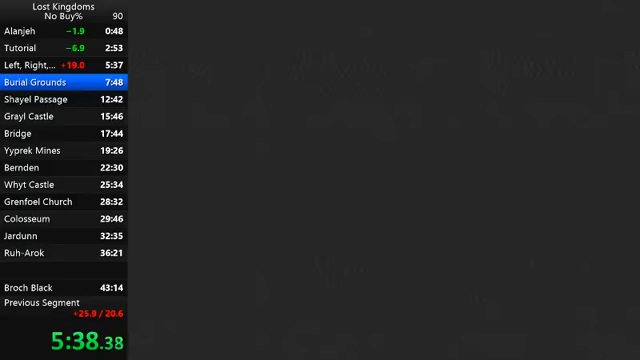 Lost Kingdoms
No Buy% 90
Alanjeh −1.9 0:48
Tutorial −6.9 2:53
Left, Right,... +19.0 5:37
Burial Grounds 7:48
Shayel Passage 12:42
Grayl Castle 15:46
Bridge 17:44
Yyprek Mines 19:26
Bernden 22:30
Whyt Castle 25:34
Grenfoel Church 28:32
Colosseum 29:46
Jardunn 32:35
Ruh-Arok 36:21
Broch Black 43:14
Previous Segment
+25.9 / 20.6
5:38.38